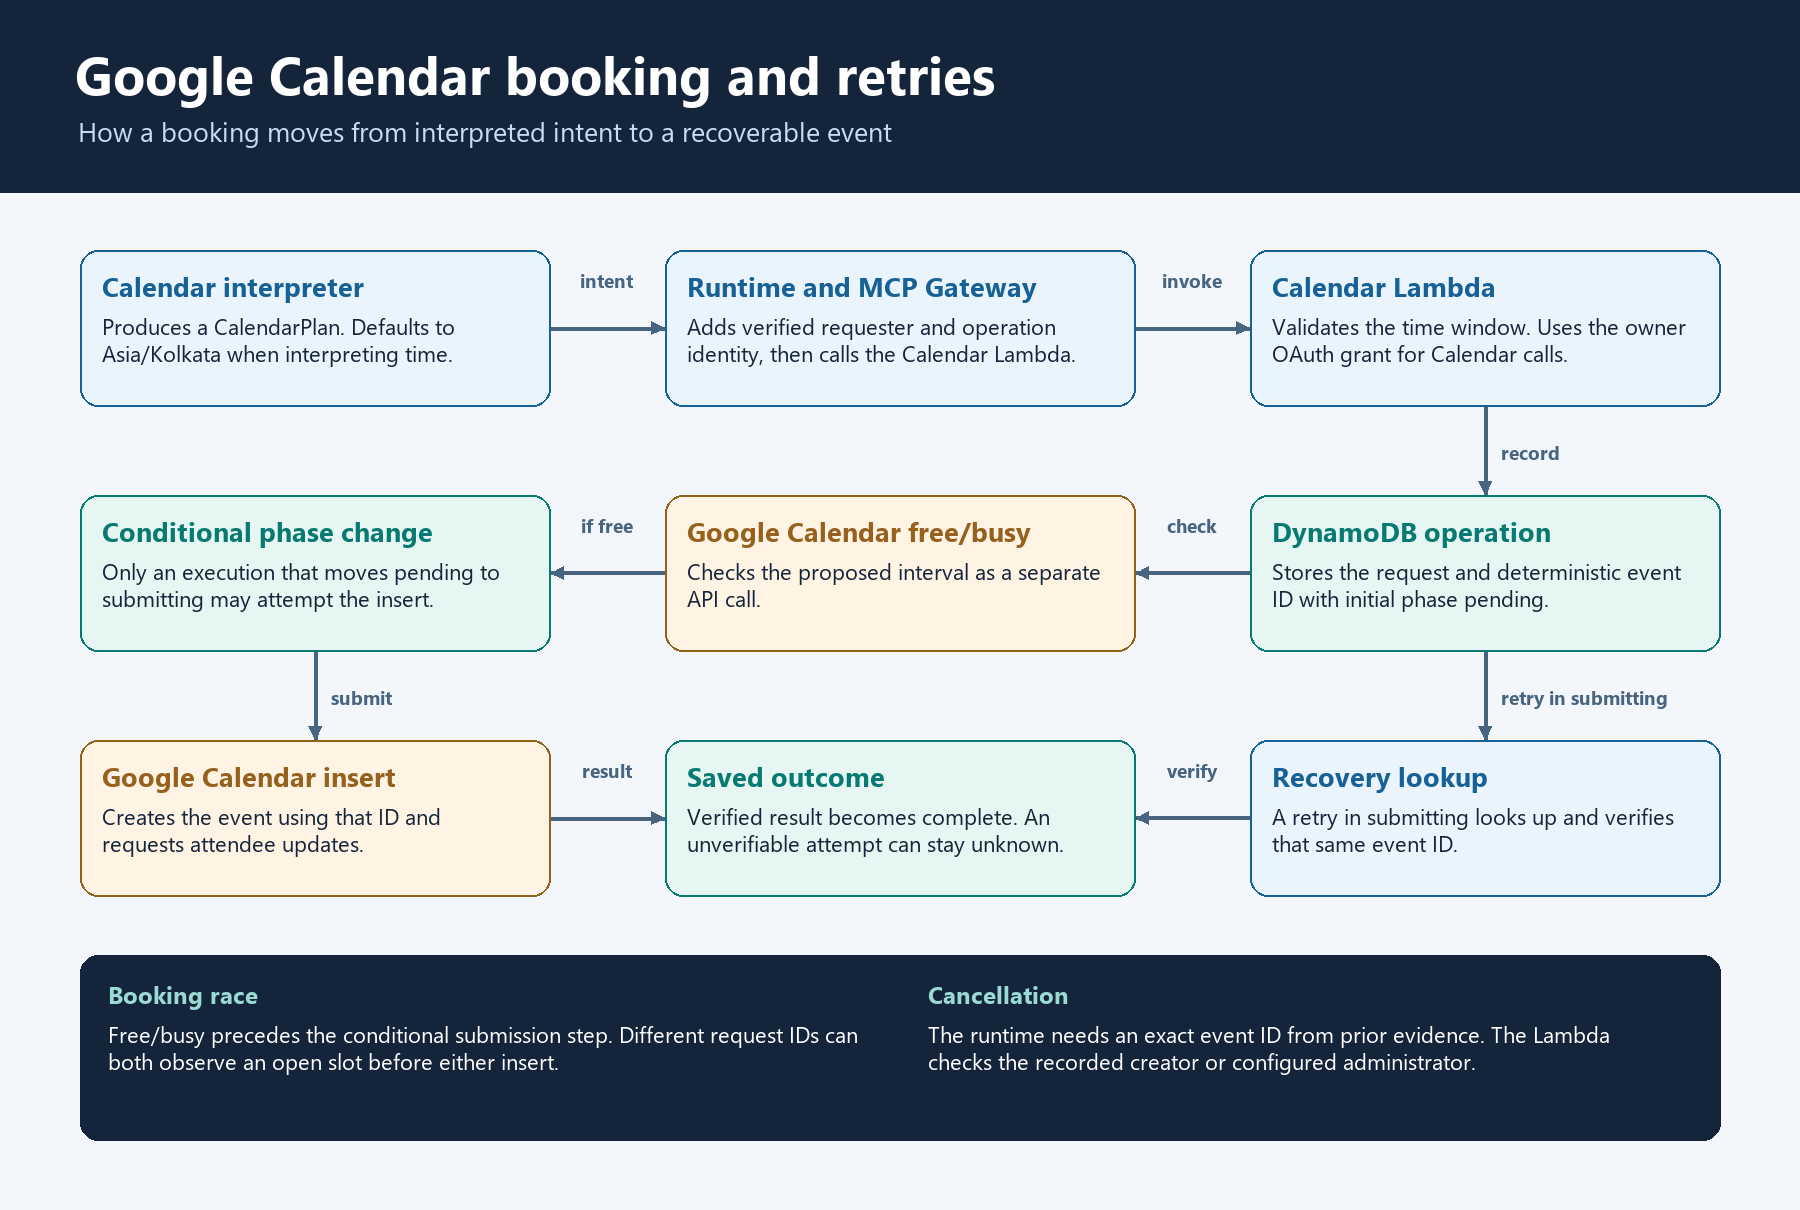 Google Calendar booking and retries
How a booking moves from interpreted intent to a recoverable event
Calendar interpreter
Produces a CalendarPlan. Defaults to
Asia/Kolkata when interpreting time.
intent
Runtime and MCP Gateway
Adds verified requester and operation
identity, then calls the Calendar Lambda.
invoke
Calendar Lambda
Validates the time window. Uses the owner
OAuth grant for Calendar calls.
record
Conditional phase change
Only an execution that moves pending to
submitting may attempt the insert.
if free
Google Calendar free/busy
Checks the proposed interval as a separate
API call.
check
DynamoDB operation
Stores the request and deterministic event
ID with initial phase pending.
submit
retry in submitting
Google Calendar insert
Creates the event using that ID and
requests attendee updates.
result
Saved outcome
Verified result becomes complete. An
unverifiable attempt can stay unknown.
verify
Recovery lookup
A retry in submitting looks up and verifies
that same event ID.
Booking race
Free/busy precedes the conditional submission step. Different request IDs can
both observe an open slot before either insert.
Cancellation
The runtime needs an exact event ID from prior evidence. The Lambda
checks the recorded creator or configured administrator.